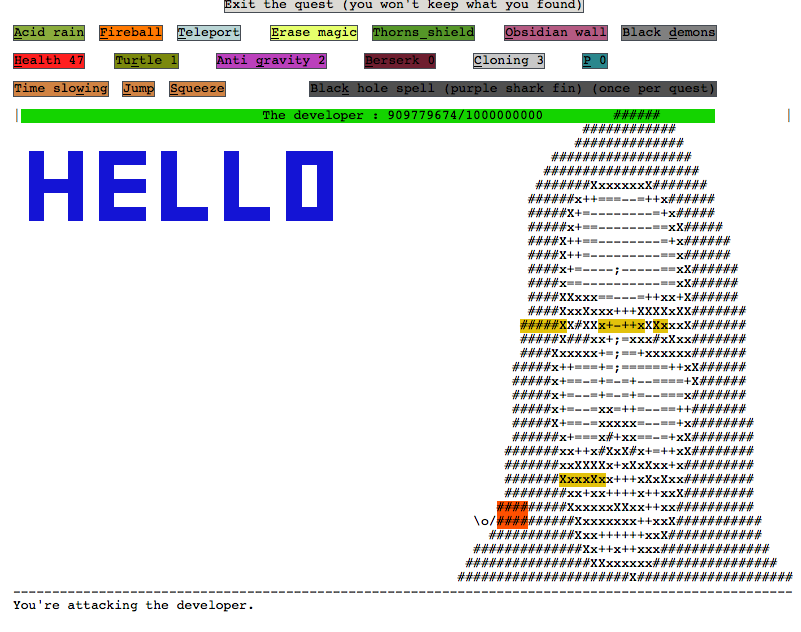 Exit the quest (you won't keep what you found)
Acid rain Fireball Teleport Erase magic Thorns shield Obsidian wall Black demons
Health 47 Turtle 1 Anti gravity 2 Berserk 0 Cloning 3 P 0
Time slowing Jump Squeeze Black hole spell (purple shark fin) (once per quest)
The developer : 909779674/1000000000
HELLO
\o/
You're attacking the developer.